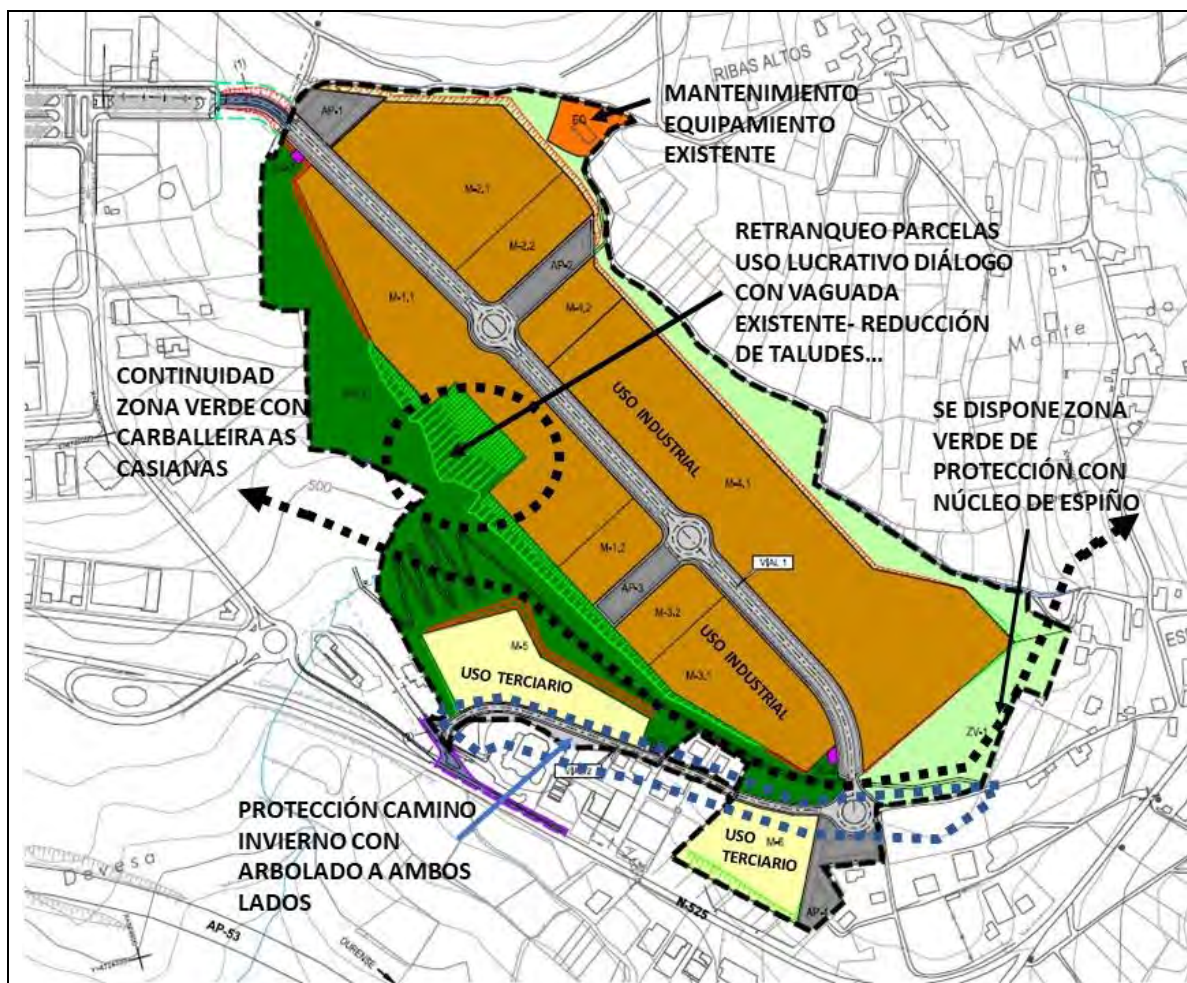 (1)
RIBAS ALTOS
AP-1
EQ
MANTENIMIENTO
EQUIPAMIENTO
EXISTENTE
M-2.1
M-2.2
AP-2
RETRANQUEO PARCELAS
USO LUCRATIVO DIÁLOGO
CON VAGUADA
EXISTENTE- REDUCCIÓN
DE TALUDES...
M-1.1
M-4.2
Monte do
CONTINUIDAD
ZONA VERDE CON
CARBALLEIRA AS
CASIANAS
USO INDUSTRIAL
M-4.1
SE DISPONE ZONA
VERDE DE
PROTECCIÓN CON
NÚCLEO DE ESPIÑO
500
M-1.2
VIAL 1
AP-3
M-3.2
M-5
USO TERCIARIO
USO INDUSTRIAL
M-3.1
ZV-1
PROTECCIÓN CAMINO
INVIERNO CON
ARBOLADO A AMBOS
LADOS
M-6
USO
TERCIARIO
AP-4
Devesa
N-525
AP-53
OURENSE